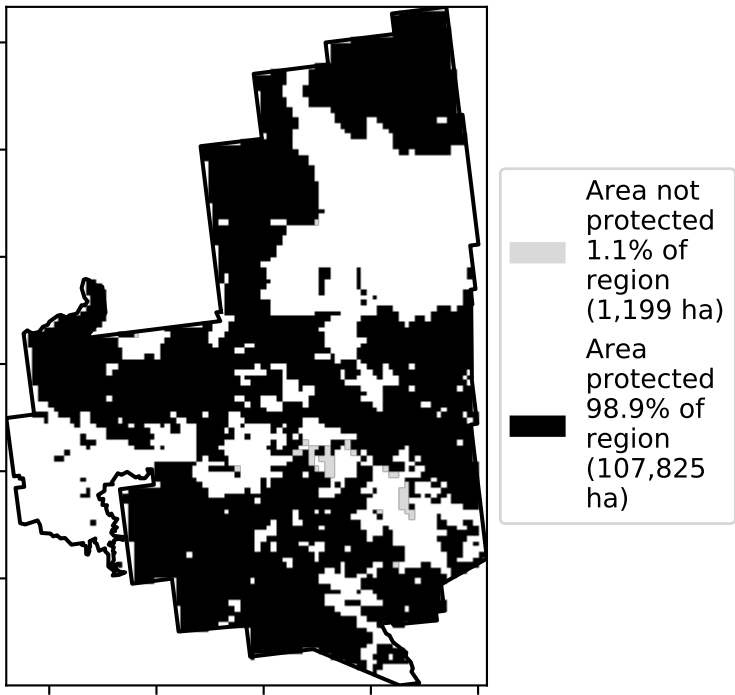 Area not
protected
1.1% of
region
(1,199 ha)
Area
protected
98.9% of
region
(107,825
ha)